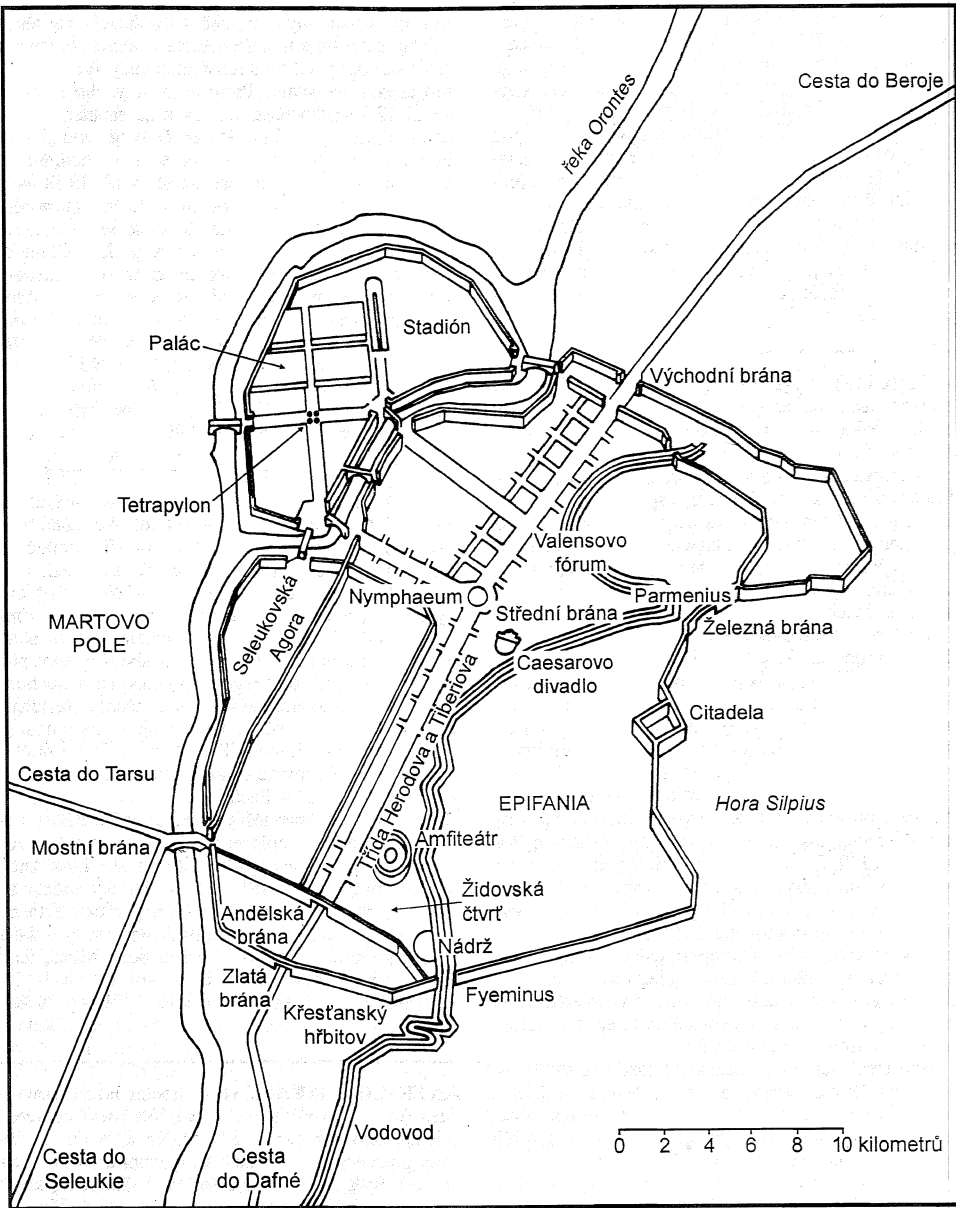 Cesta do Beroje
řeka Orontes
Stadión
Palác
Východní brána
Tetrapylon
Valensovo
fórum
Nymphaeum
Parmenius
Střední brána
Železná brána
MARTOVO
POLE
Seleukovská
Agora
Caesarovo
divadlo
Citadela
Třída Herodova a Tiberiova
Cesta do Tarsu
EPIFANIA
Hora Silpius
Mostní brána
Amfiteátr
Židovská
čtvrť
Andělská
brána
Nádrž
Zlatá
brána
Fyeminus
Křesťanský
hřbitov
Vodovod
0 2 4 6 8 10 kilometrů
Cesta do
Seleukie
Cesta
do Dafné